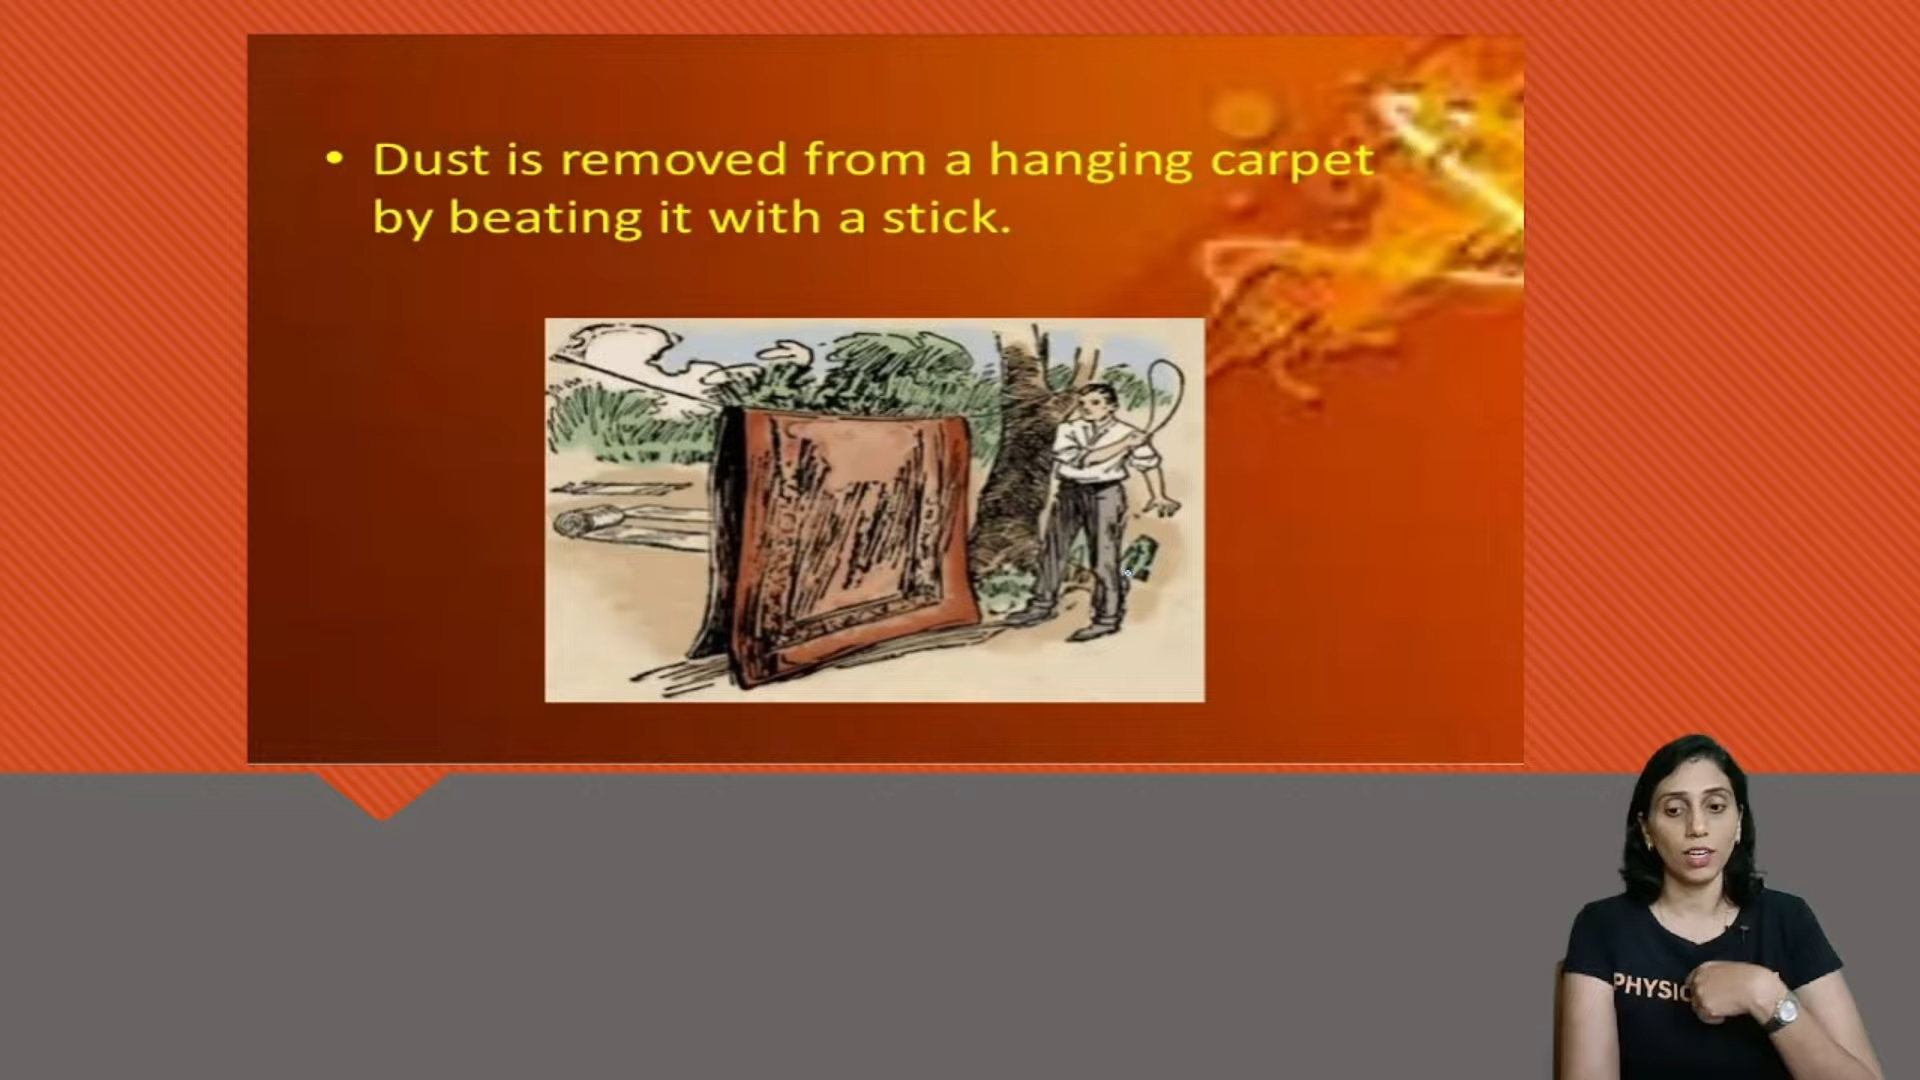 • Dust is removed from a hanging carpet
by beating it with a stick.
PHYSIC